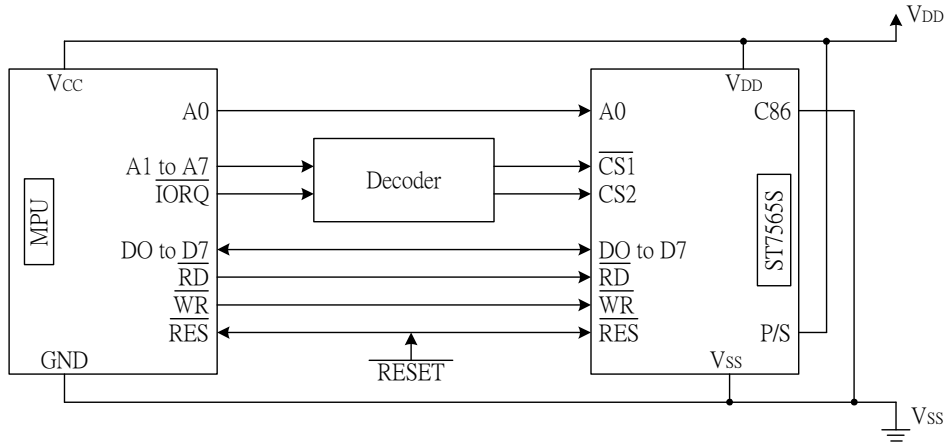 VDD
VCC
VDD
A0
A0
C86
A1 to A7
Decoder
CS1
IORQ
CS2
MPU
ST7565S
DO to D7
DO to D7
RD
RD
WR
WR
RES
RES
P/S
RESET
GND
VSS
VSS